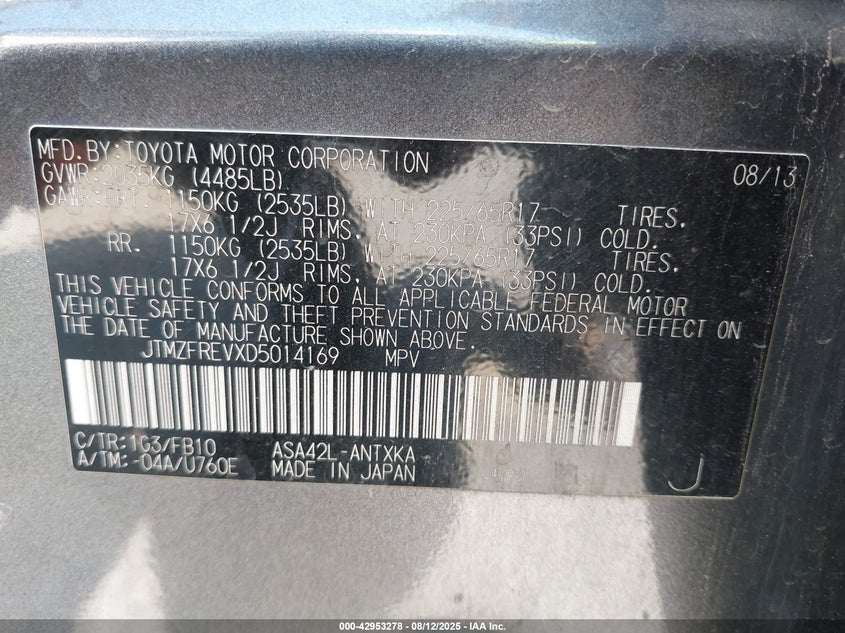 MFD. BY: TOYOTA MOTOR CORPORATION 08/13
GVWR: 2035KG (4485LB)
GAWR: FRT. 1150KG (2535LB) WITH 225/65R17 TIRES.
17X6 1/2J RIMS, AT 230KPA (33PSI) COLD.
RR. 1150KG (2535LB) WITH 225/65R17 TIRES.
17X6 1/2J RIMS, AT 230KPA (33PSI) COLD.
THIS VEHICLE CONFORMS TO ALL APPLICABLE FEDERAL MOTOR
VEHICLE SAFETY AND THEFT PREVENTION STANDARDS IN EFFECT ON
THE DATE OF MANUFACTURE SHOWN ABOVE.
JTMZFREVXD5014169 MPV
C/TR: 1G3/FB10 ASA42L-ANTXKA
A/TM: -04A/U760E MADE IN JAPAN J
000-42953278 - 08/12/2025 - IAA Inc.